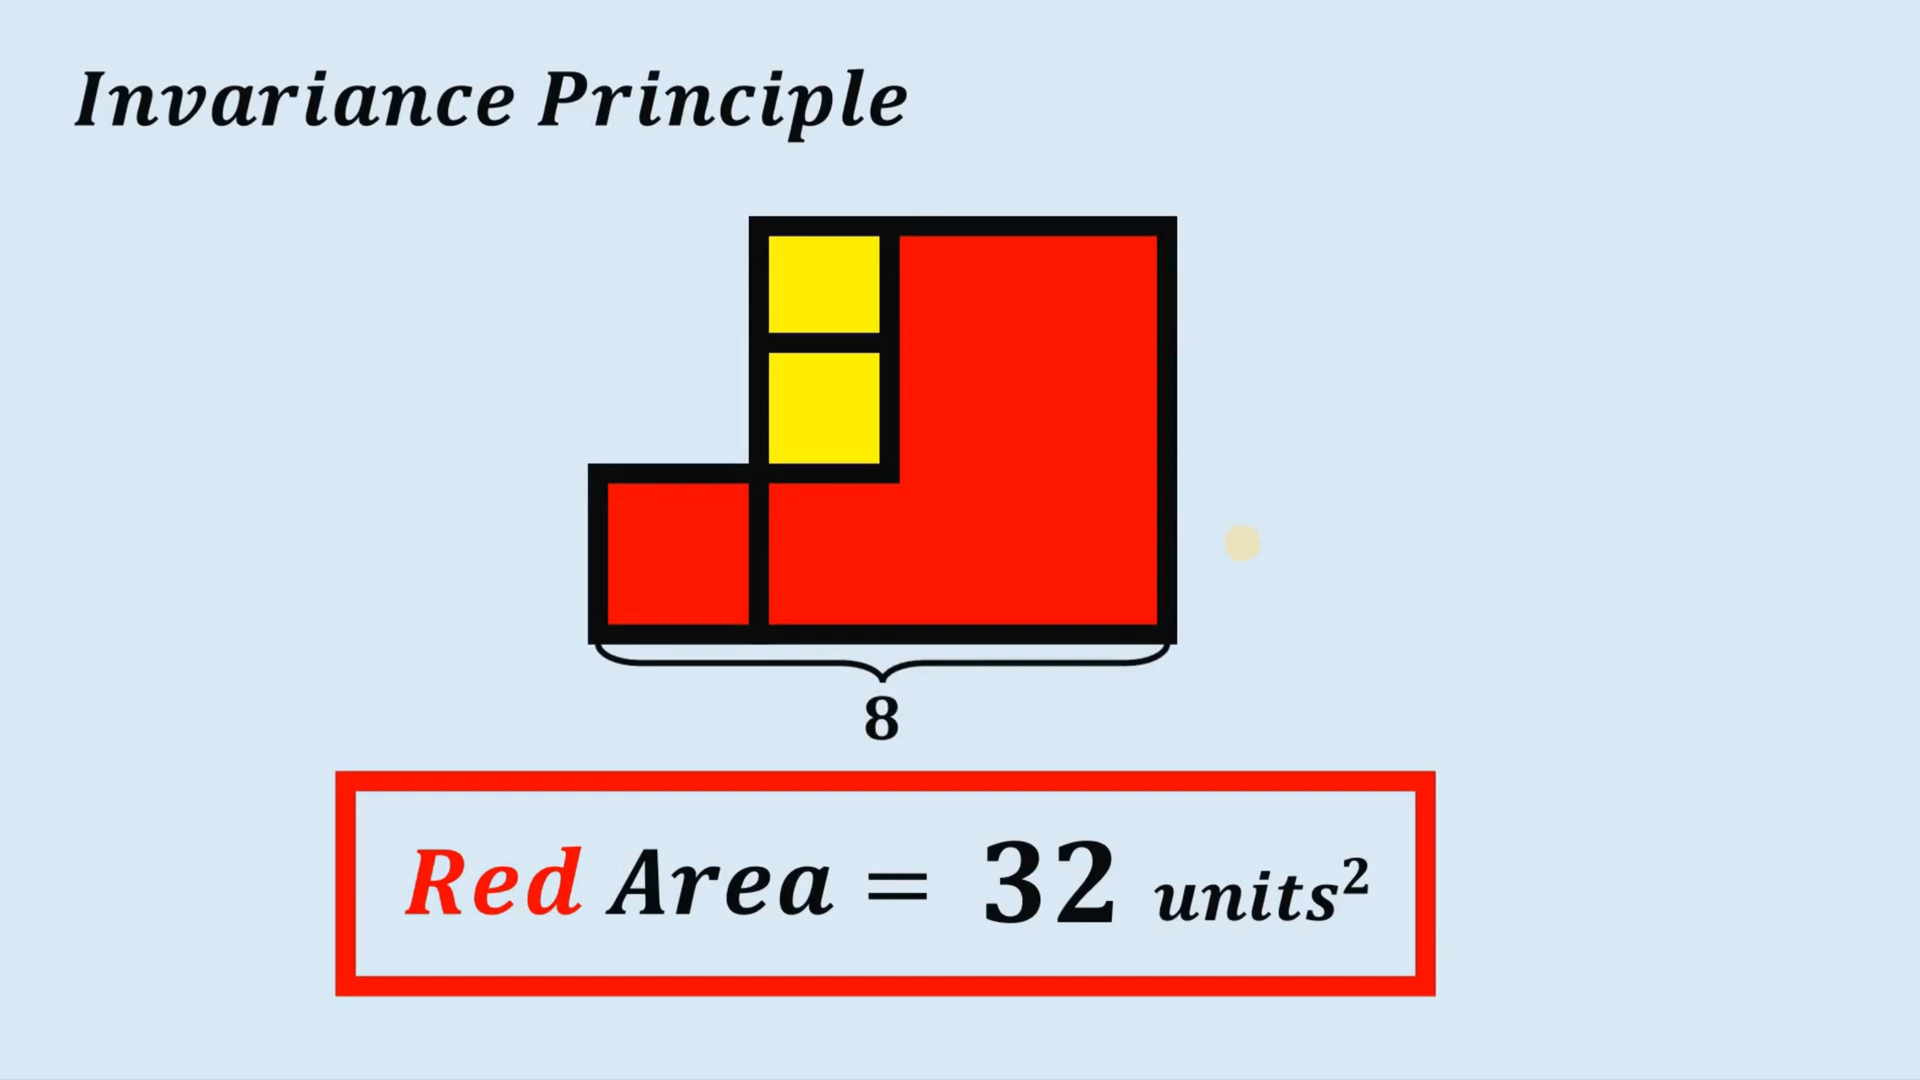 Invariance Principle
8
Red Area = 32 units²